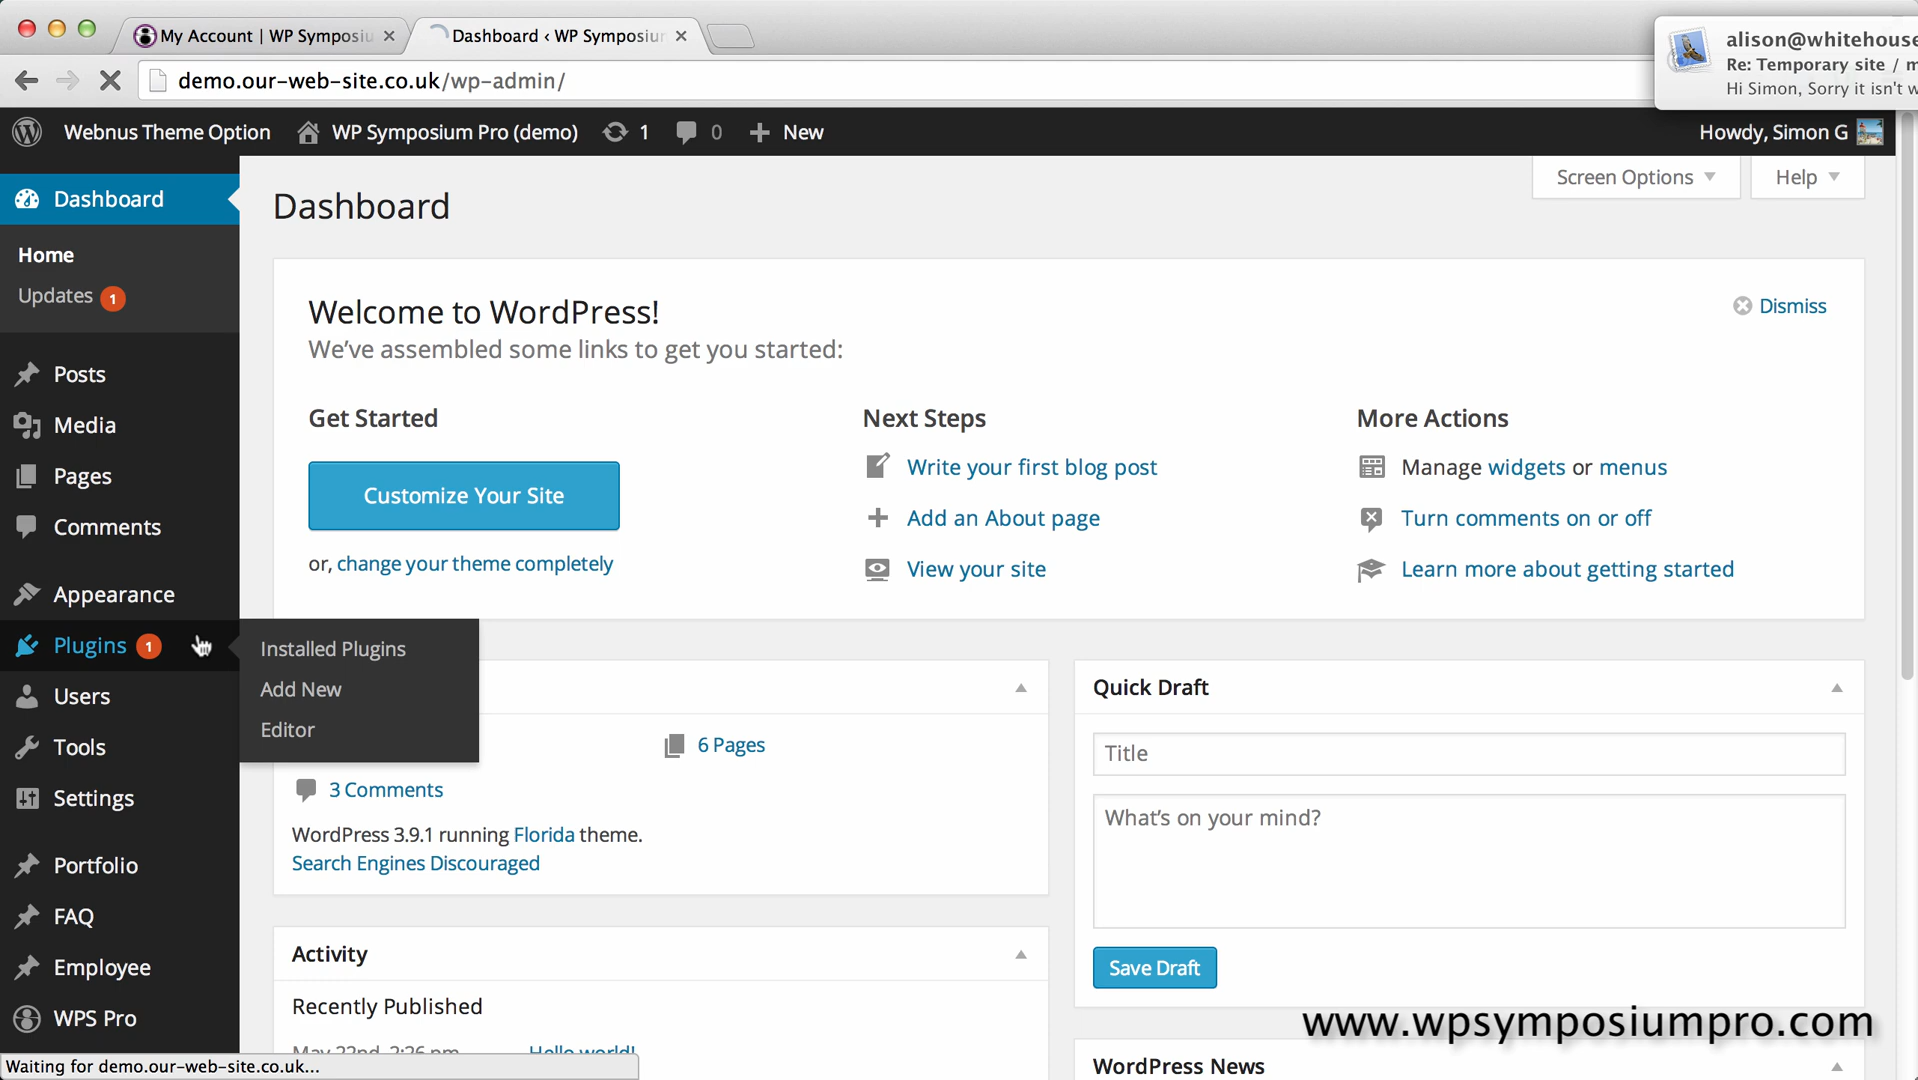 My Account | WP Symposiu
Dashboard ‹ WP Symposiu
alison@whitehouse
Re: Temporary site / m
Hi Simon, Sorry it isn't w
demo.our-web-site.co.uk/wp-admin/
Webnus Theme Option
WP Symposium Pro (demo)
1
0
New
Howdy, Simon G
Dashboard
Home
Updates 1
Posts
Media
Pages
Comments
Appearance
Plugins 1
Users
Tools
Settings
Portfolio
FAQ
Employee
WPS Pro
Installed Plugins
Add New
Editor
Dashboard
Screen Options
Help
Welcome to WordPress!
We've assembled some links to get you started:
Dismiss
Get Started
Customize Your Site
or, change your theme completely
Next Steps
Write your first blog post
Add an About page
View your site
More Actions
Manage widgets or menus
Turn comments on or off
Learn more about getting started
6 Pages
3 Comments
WordPress 3.9.1 running Florida theme.
Search Engines Discouraged
Activity
Recently Published
May 22nd, 2:26 pm Hello world!
Quick Draft
Title
What's on your mind?
Save Draft
WordPress News
www.wpsymposiumpro.com
Waiting for demo.our-web-site.co.uk...